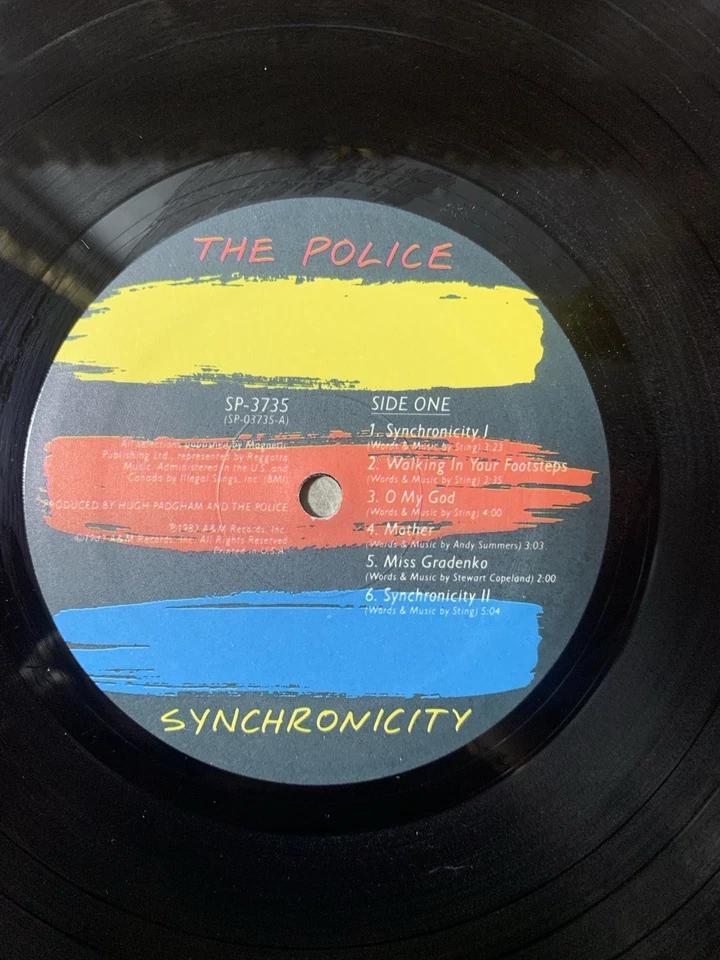 THE POLICE
SP-3735
(SP-03735-A)
All selections published by Magnetic
Publishing Ltd., represented by Reggatta
Music. Administered in the U.S. and
Canada by Illegal Songs, Inc. (BMI)
PRODUCED BY HUGH PADGHAM AND THE POLICE
℗1983 A&M Records, Inc.
©1983 A&M Records, Inc. All Rights Reserved
Printed in U.S.A.
SIDE ONE
1. Synchronicity I
(Words & Music by Sting) 3:23
2. Walking In Your Footsteps
(Words & Music by Sting) 3:35
3. O My God
(Words & Music by Sting) 4:00
4. Mother
(Words & Music by Andy Summers) 3:03
5. Miss Gradenko
(Words & Music by Stewart Copeland) 2:00
6. Synchronicity II
(Words & Music by Sting) 5:04
SYNCHRONICITY